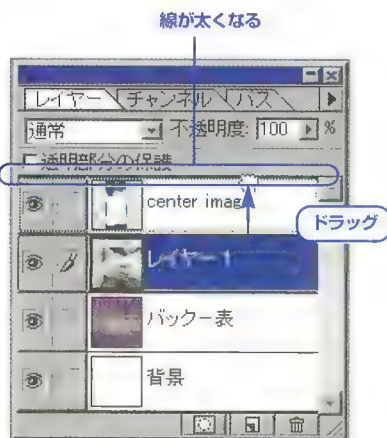 線が太くなる
レイヤー チャンネル パス
通常 不透明度: 100 %
透明部分の保護
center imag
ドラッグ
レイヤー 1
バック一表
背景